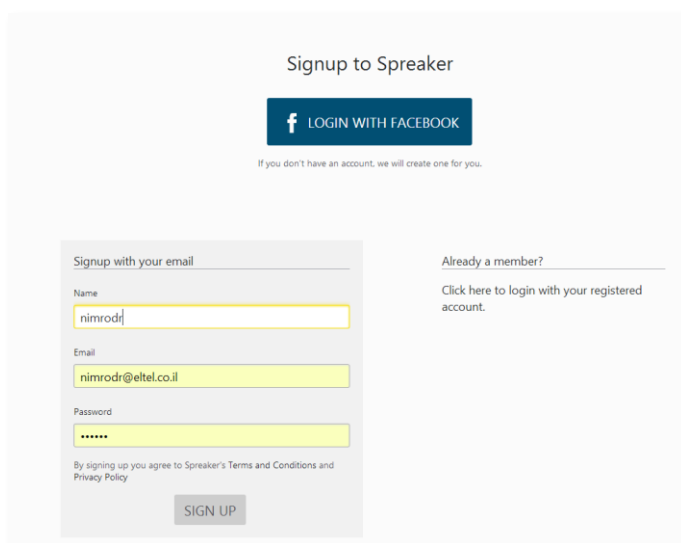 Signup to Spreaker
f LOGIN WITH FACEBOOK
If you don't have an account, we will create one for you.
Signup with your email
Name
nimrodr
Email
nimrodr@eltel.co.il
Password
••••••
By signing up you agree to Spreaker's Terms and Conditions and
Privacy Policy
SIGN UP
Already a member?
Click here to login with your registered
account.